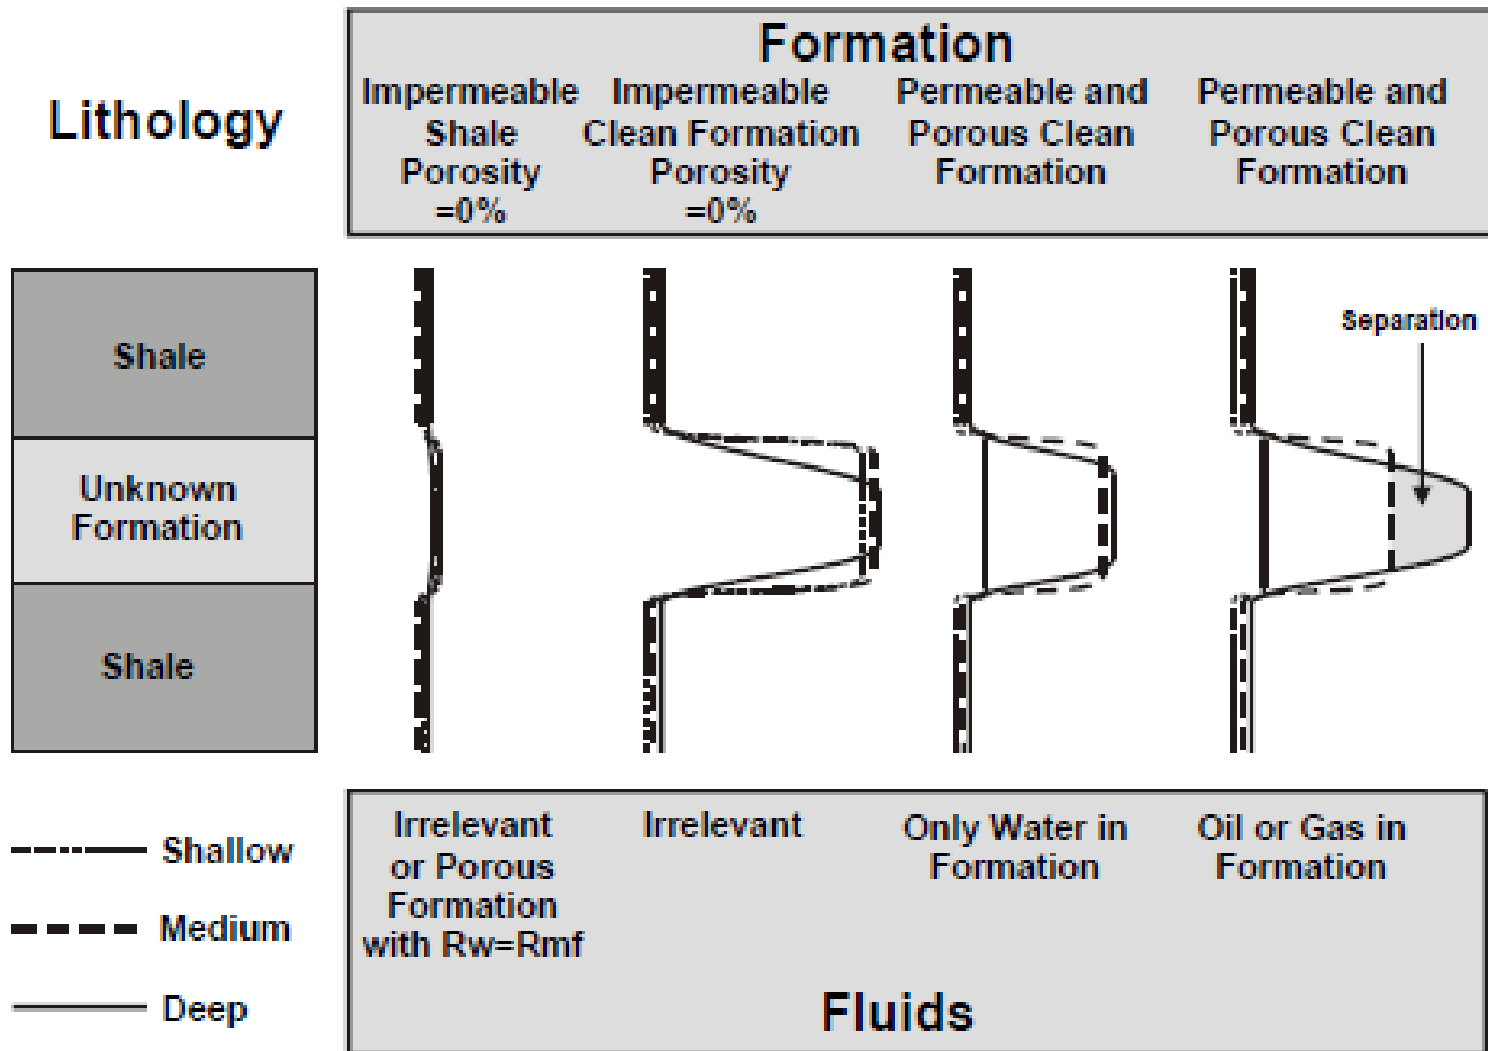 Formation
Lithology
Impermeable
Shale
Porosity
=0%
Impermeable
Clean Formation
Porosity
=0%
Permeable and
Porous Clean
Formation
Permeable and
Porous Clean
Formation
Separation
Shale
Unknown
Formation
Shale
Shallow
Medium
Deep
Irrelevant
or Porous
Formation
with Rw=Rmf
Irrelevant
Only Water in
Formation
Oil or Gas in
Formation
Fluids